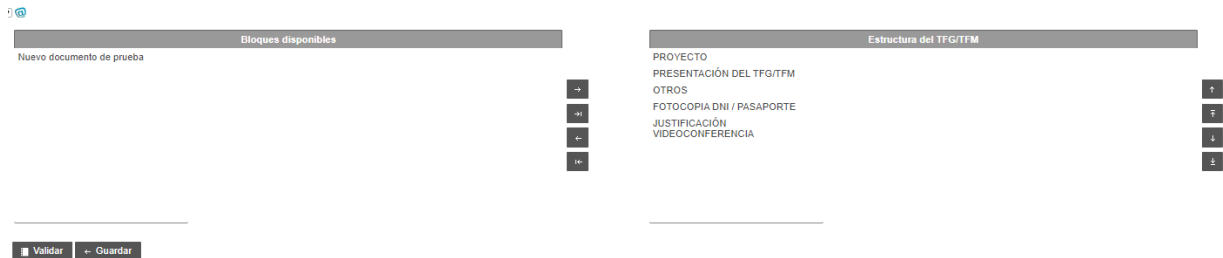 Bloques disponibles
Nuevo documento de prueba
Estructura del TFG/TFM
PROYECTO
PRESENTACIÓN DEL TFG/TFM
OTROS
FOTOCOPIA DNI / PASAPORTE
JUSTIFICACIÓN
VIDEOCONFERENCIA
Validar
Guardar